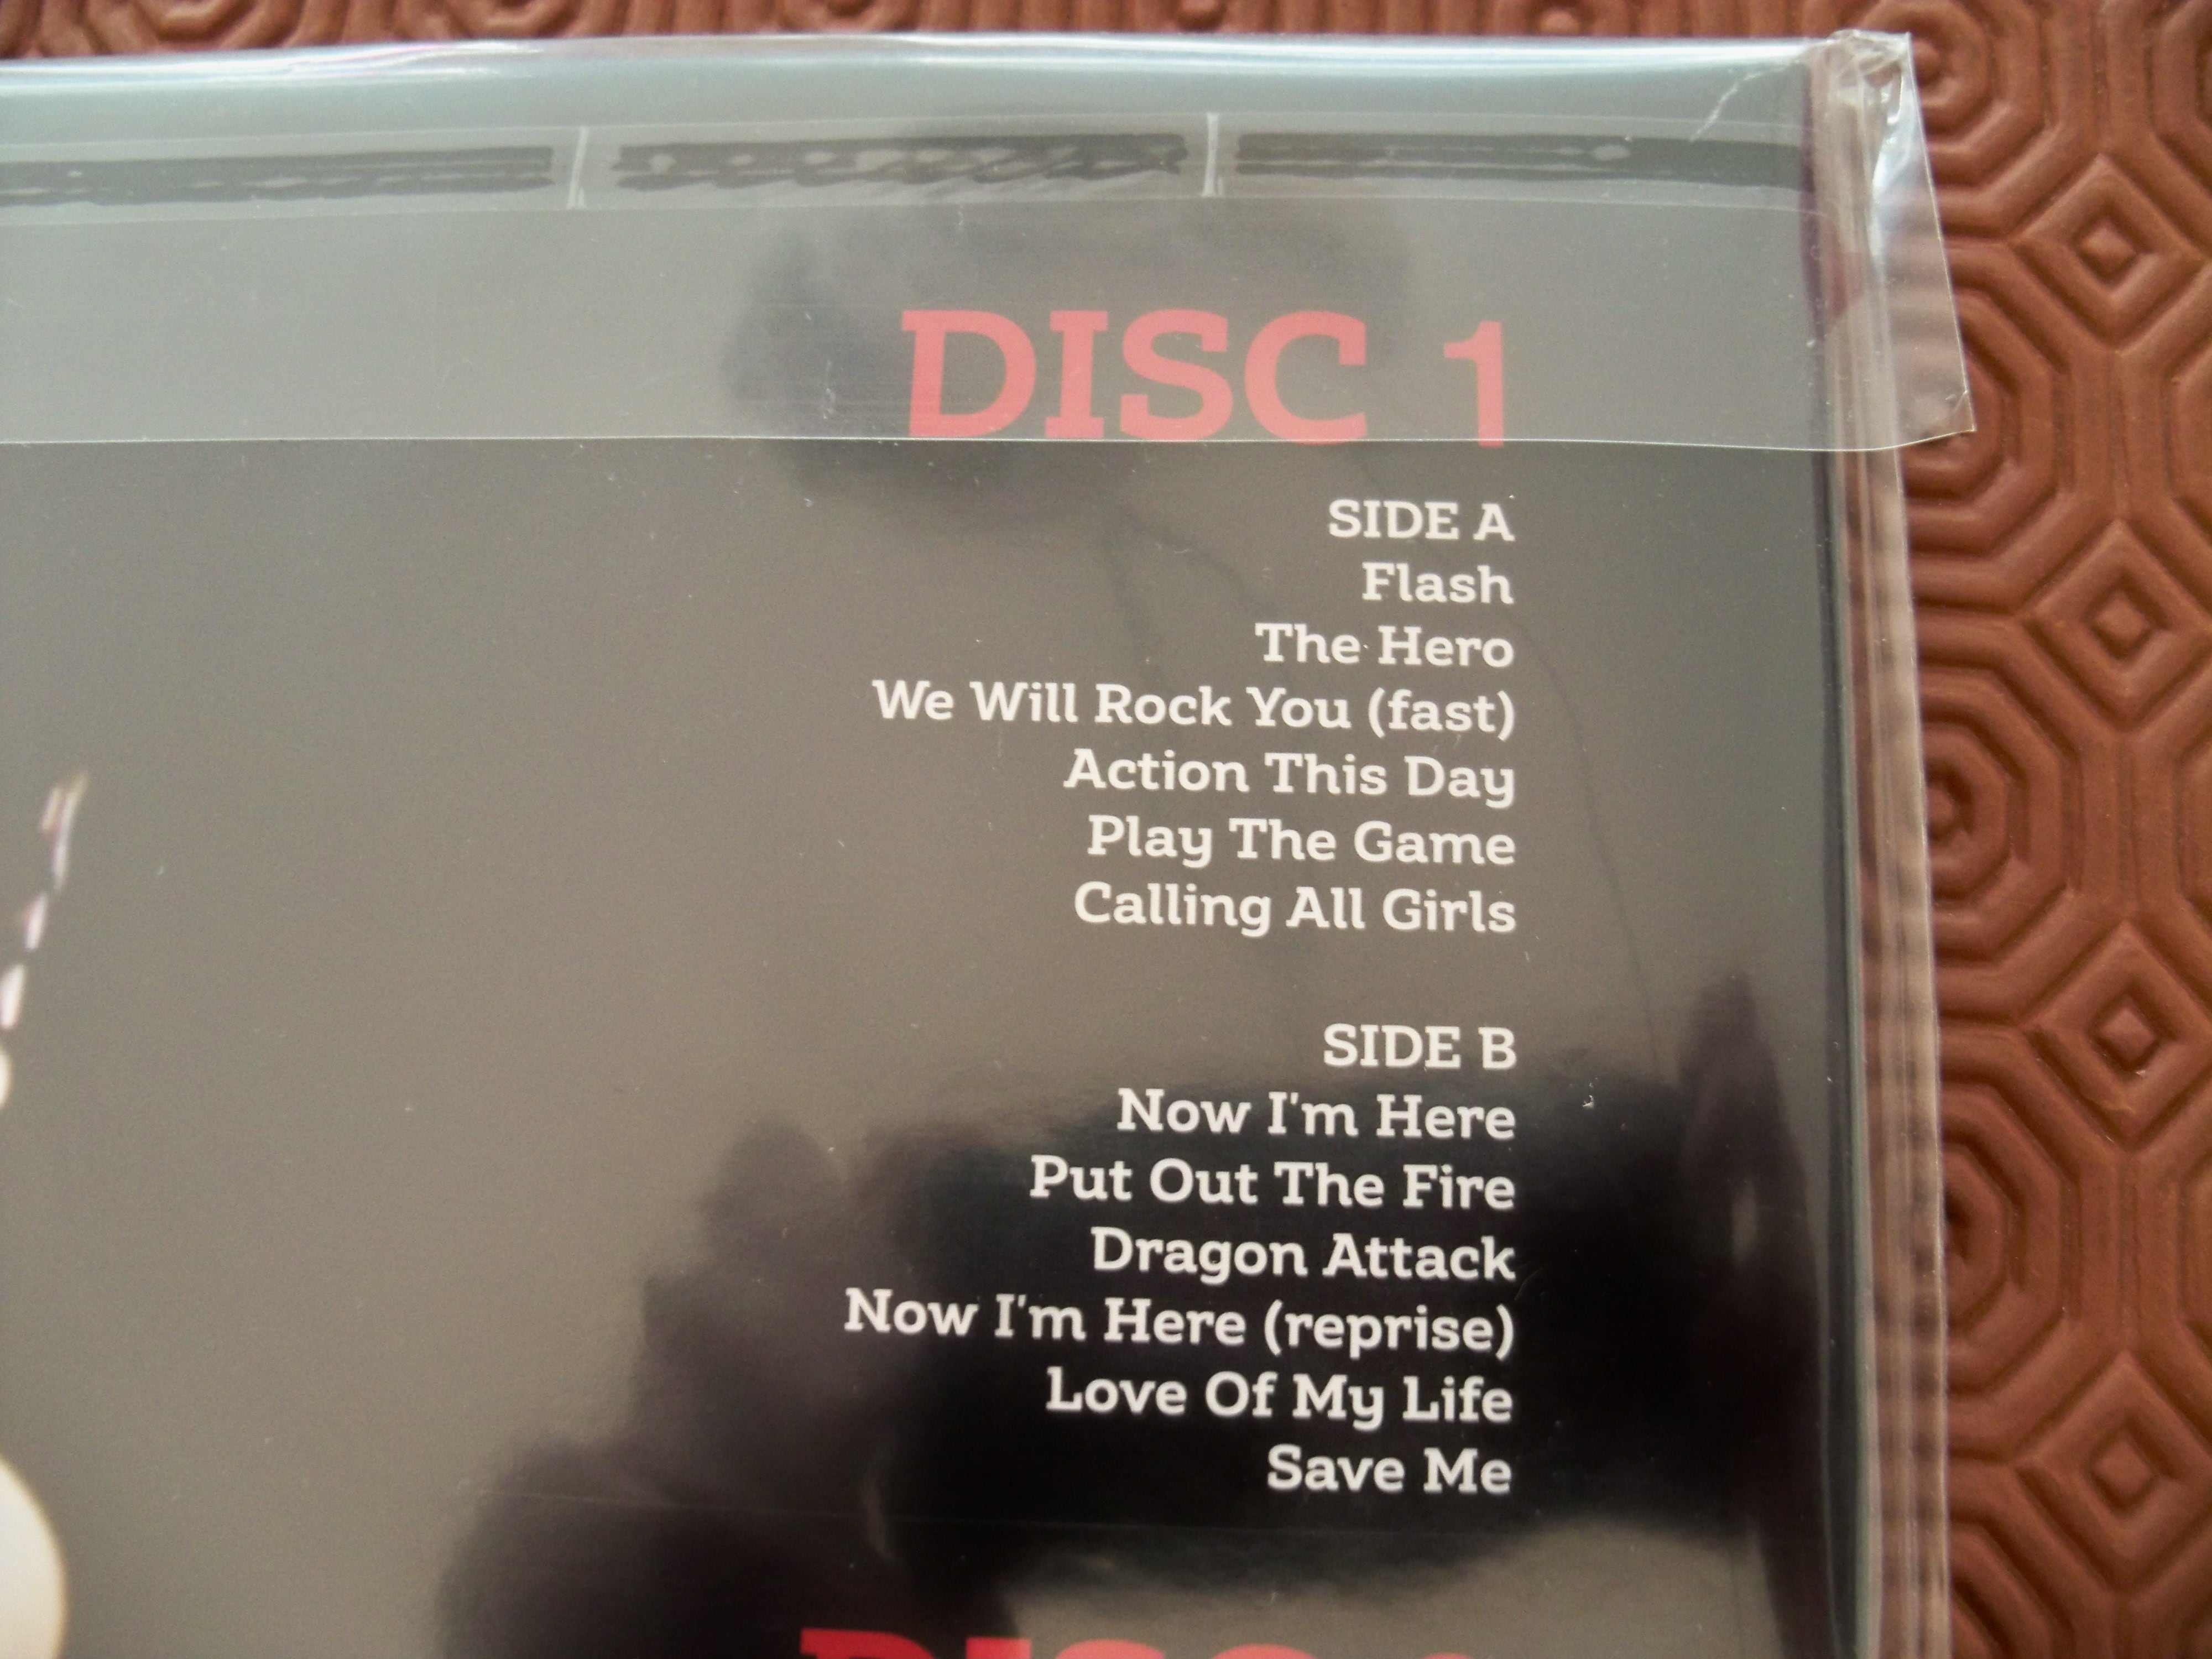 DISC 1
SIDE A
Flash
The Hero
We Will Rock You (fast)
Action This Day
Play The Game
Calling All Girls
SIDE B
Now I'm Here
Put Out The Fire
Dragon Attack
Now I'm Here (reprise)
Love Of My Life
Save Me
DISC